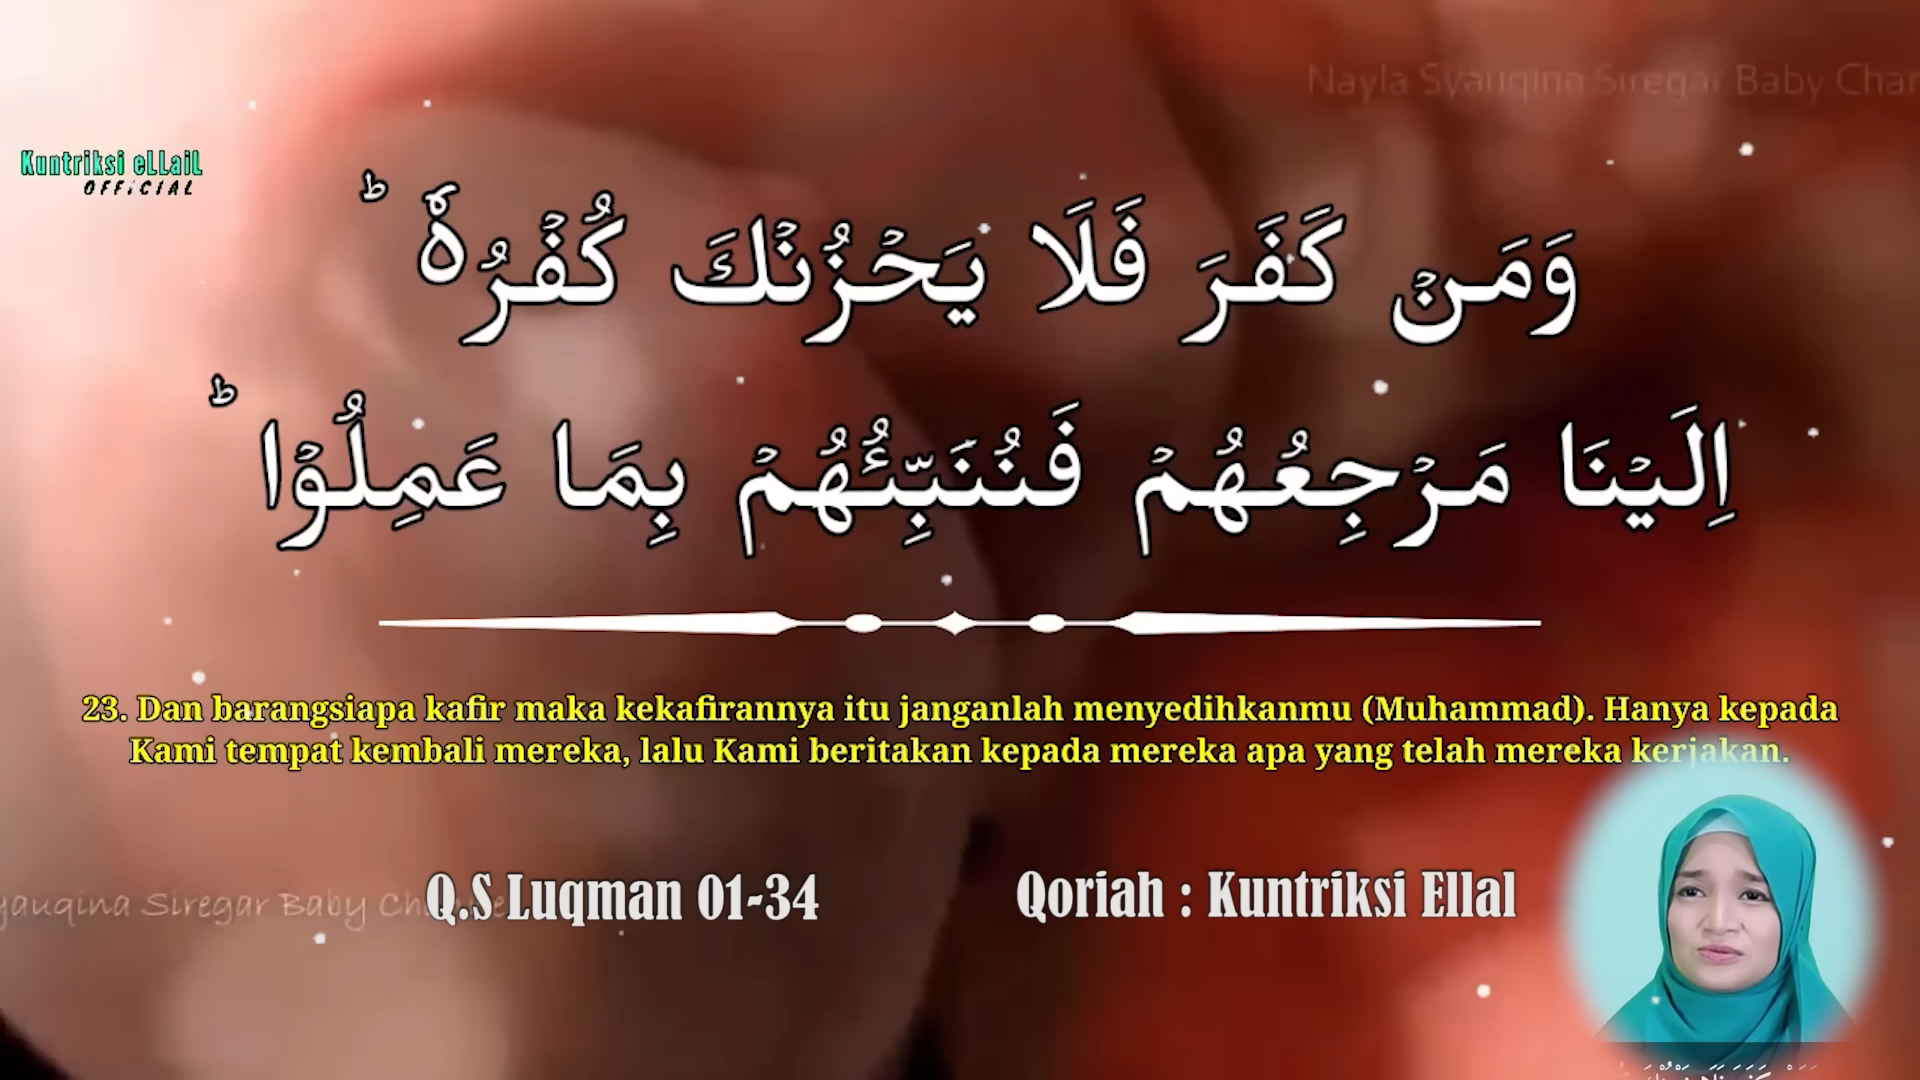 Nayla Syauqina Siregar Baby Chan
Kuntriksi eLLaiL
OFFICIAL
وَمَنۡ كَفَرَ فَلَا يَحۡزُنۡكَ كُفۡرُهٗ ؕ
اِلَيۡنَا مَرۡجِعُهُمۡ فَنُنَبِّئُهُمۡ بِمَا عَمِلُوۡا ؕ
23. Dan barangsiapa kafir maka kekafirannya itu janganlah menyedihkanmu (Muhammad). Hanya kepada
Kami tempat kembali mereka, lalu Kami beritakan kepada mereka apa yang telah mereka kerjakan.
yauqina Siregar Baby Ch
Q.S Luqman 01-34
Qoriah : Kuntriksi Ellal